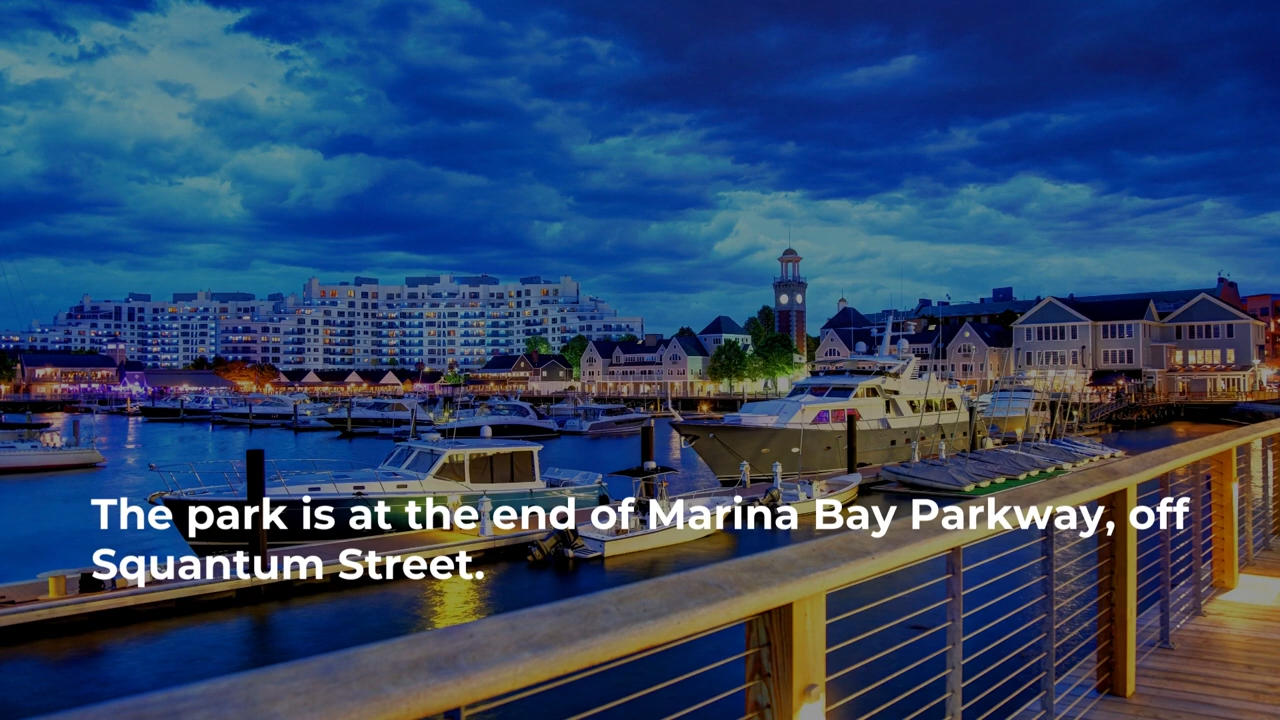 The park is at the end of Marina Bay Parkway, off
Squantum Street.